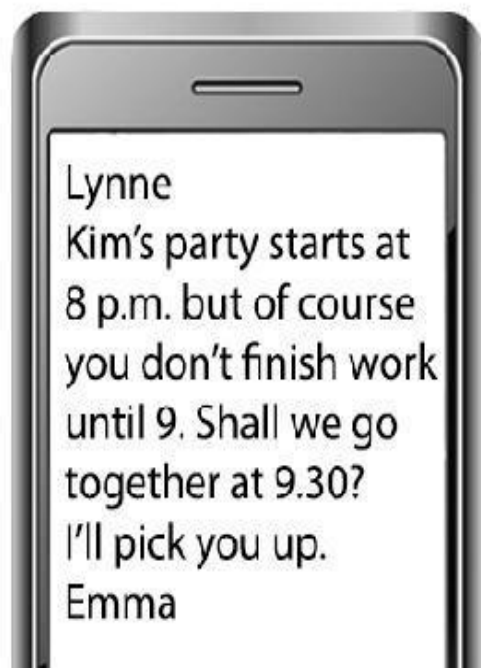 Lynne
Kim's party starts at
8 p.m. but of course
you don't finish work
until 9. Shall we go
together at 9.30?
I'll pick you up.
Emma